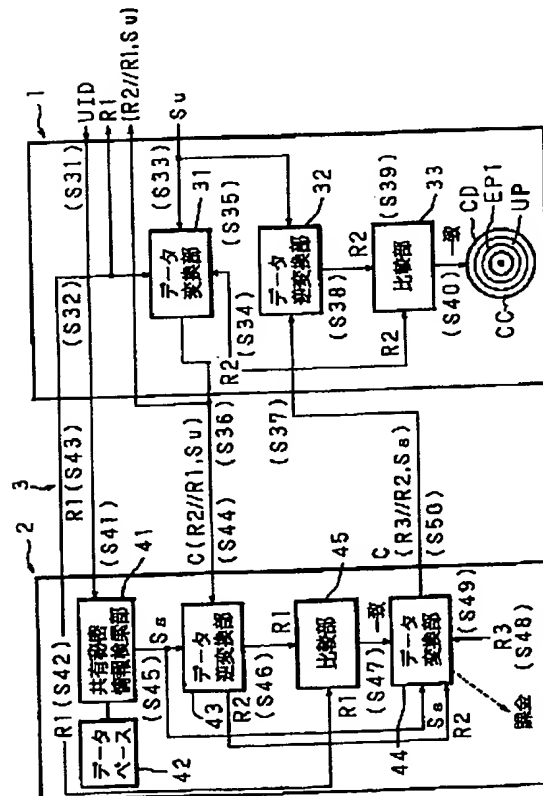 2
3
1
R1(S42)
R1(S43)
(S32)
(S41)
(S31)
UID
R1
(R2//R1,Su)
Su
データ
ベース
42
共有秘密
情報検索部
41
(S45)
Ss
(S33)
データ
変換部
31
(S35)
R2
(S34)
C(R2//R1,Su)
(S36)
(S44)
データ
逆変換部
43
R2
(S46)
R1
データ
逆変換部
32
(S37)
(S38)
R2
比較部
45
R1
(S47)
一致
比較部
33
(S39)
R2
(S40)
一致
データ
変換部
44
Ss
R2
C
(R3//R2,Ss)
(S50)
(S49)
R3
(S48)
課金
CC
CD
EPI
UP